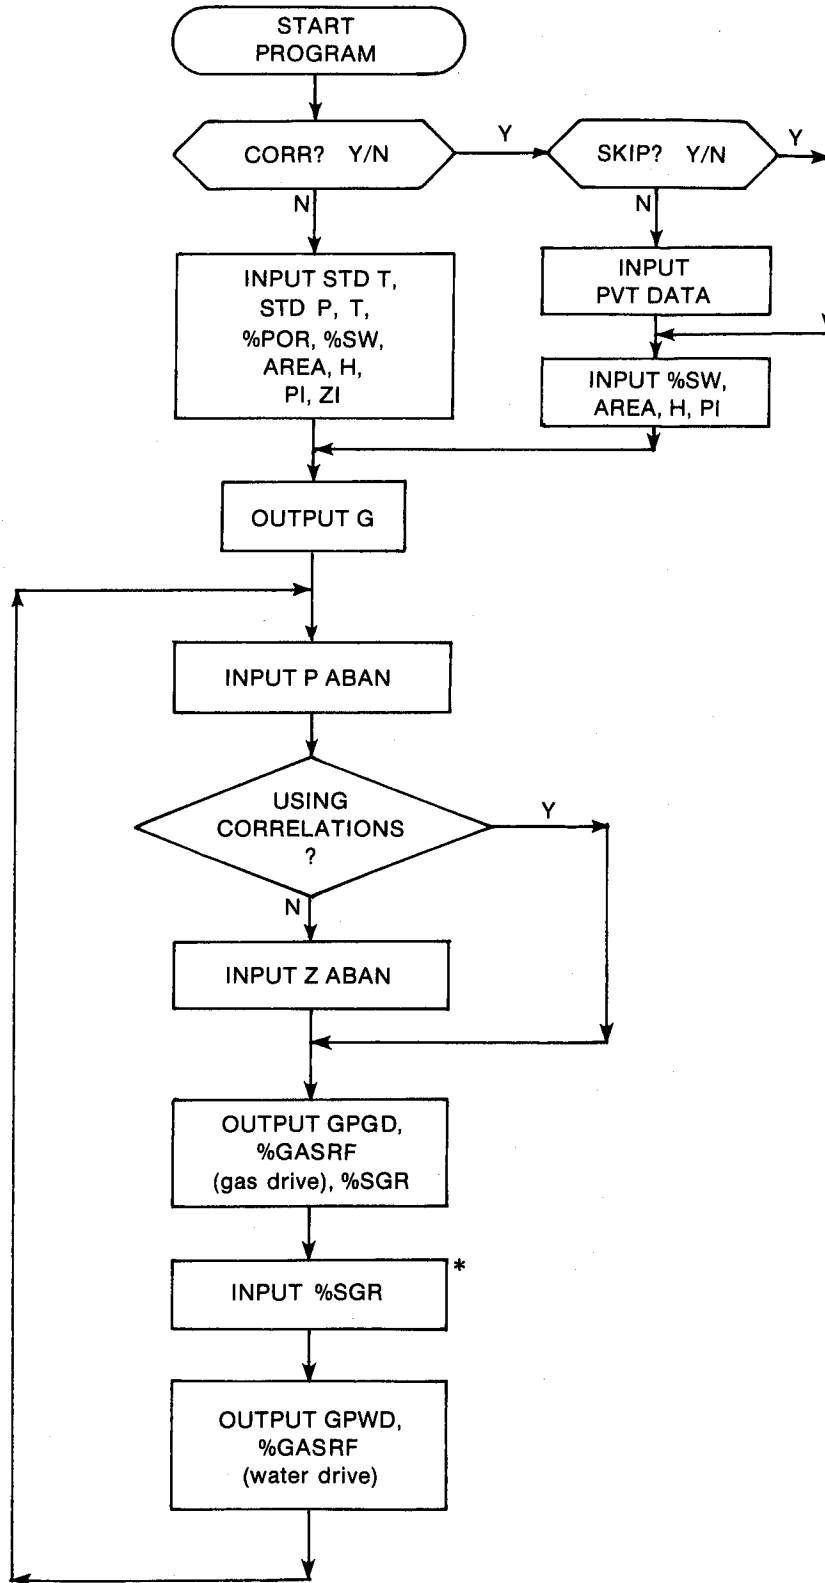 START
PROGRAM
CORR? Y/N
Y
SKIP? Y/N
Y
N
N
INPUT STD T,
STD P, T,
%POR, %SW,
AREA, H,
PI, ZI
INPUT
PVT DATA
INPUT %SW,
AREA, H, PI
OUTPUT G
INPUT P ABAN
USING
CORRELATIONS
?
Y
N
INPUT Z ABAN
OUTPUT GPGD,
%GASRF
(gas drive), %SGR
INPUT %SGR
*
OUTPUT GPWD,
%GASRF
(water drive)